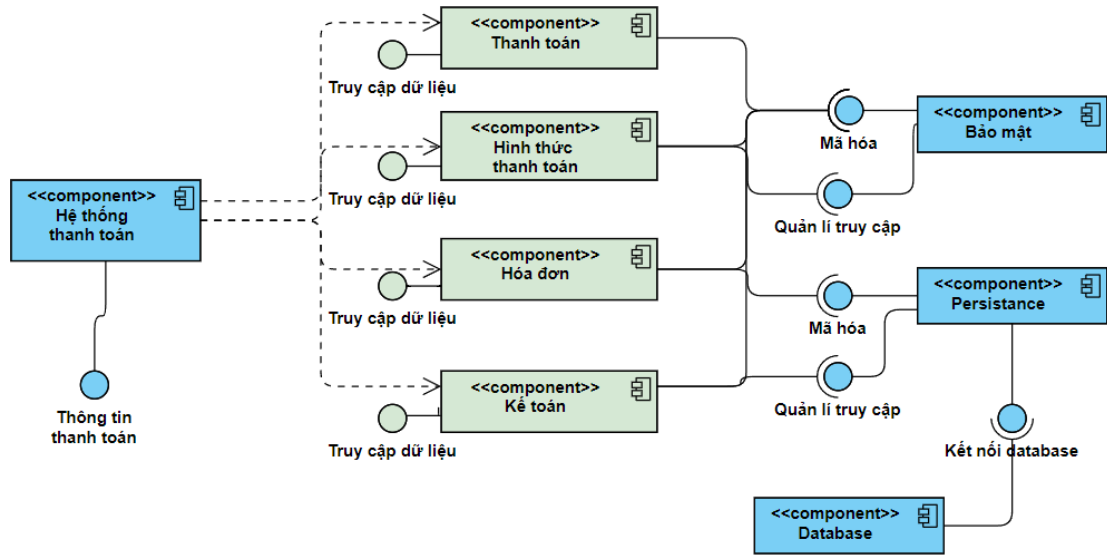 <<component>>
Thanh toán
Truy cập dữ liệu
<<component>>
Hình thức
thanh toán
Truy cập dữ liệu
<<component>>
Hệ thống
thanh toán
<<component>>
Hóa đơn
Truy cập dữ liệu
<<component>>
Kế toán
Truy cập dữ liệu
Thông tin
thanh toán
Mã hóa
<<component>>
Bảo mật
Quản lí truy cập
<<component>>
Persistance
Mã hóa
Quản lí truy cập
Kết nối database
<<component>>
Database